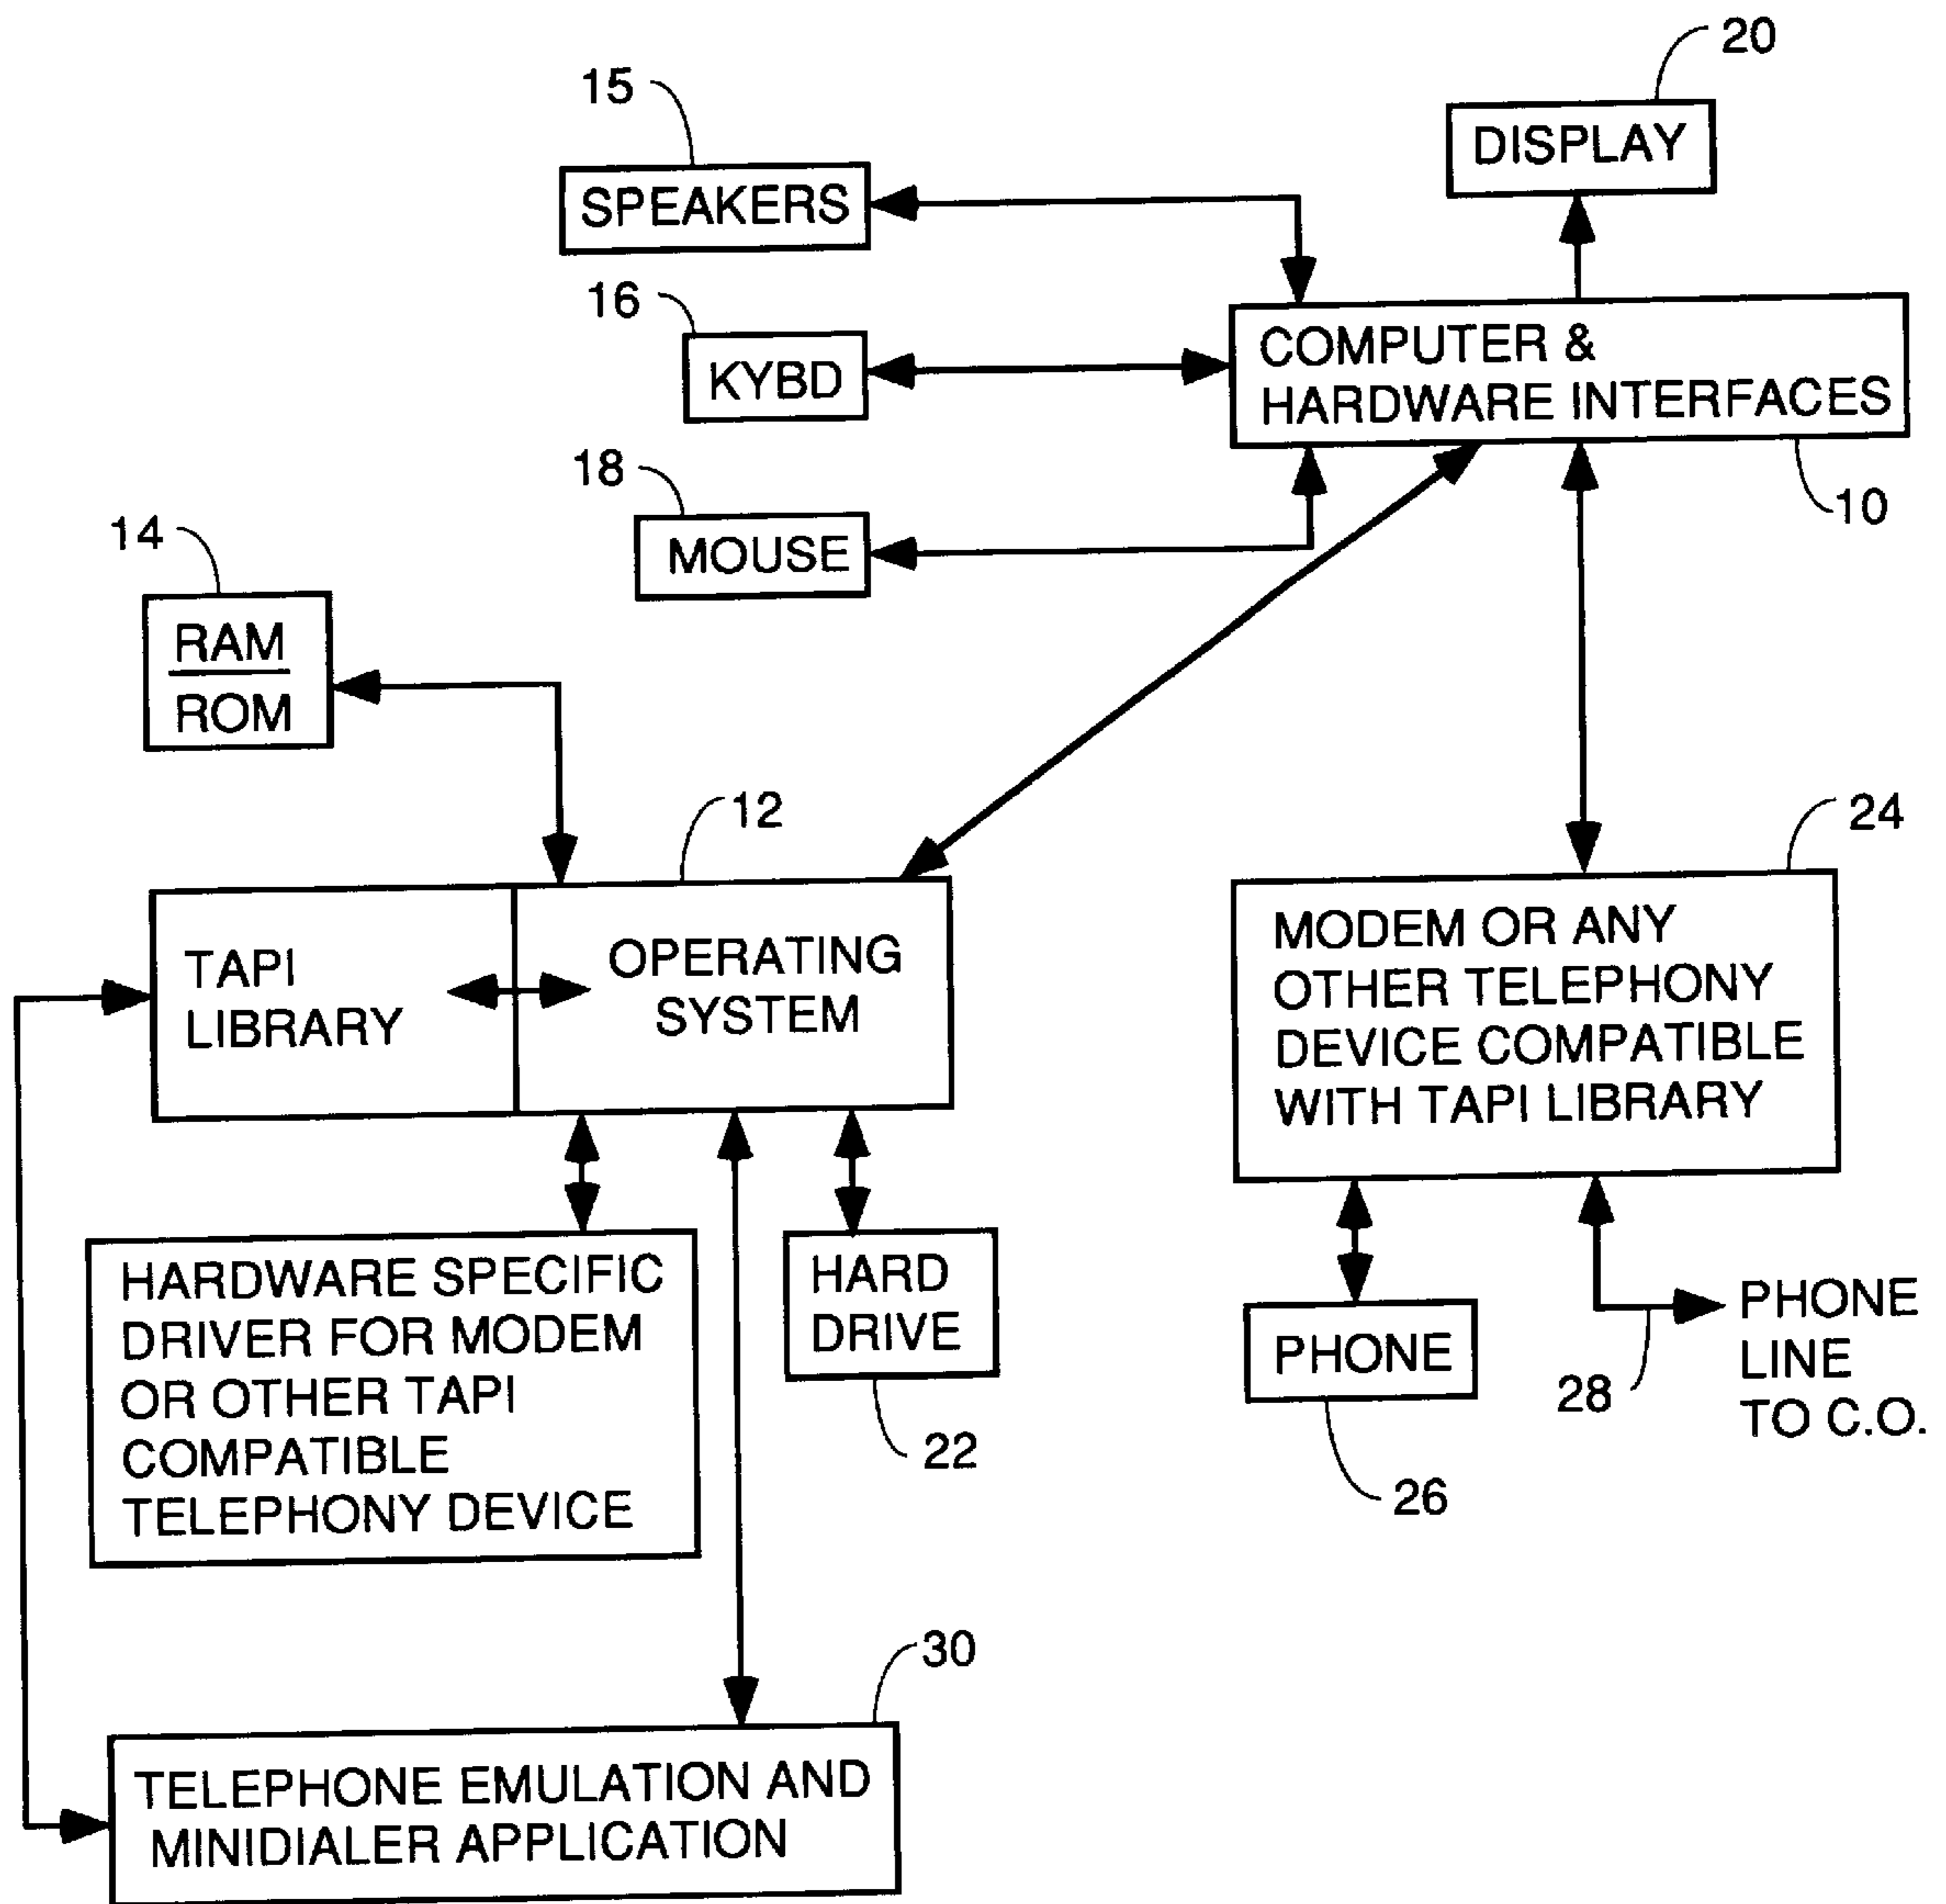 20
15
DISPLAY
SPEAKERS
16
COMPUTER &
HARDWARE INTERFACES
KYBD
18
10
14
MOUSE
RAM
ROM
12
24
TAPI
LIBRARY
OPERATING
SYSTEM
MODEM OR ANY
OTHER TELEPHONY
DEVICE COMPATIBLE
WITH TAPI LIBRARY
HARDWARE SPECIFIC
DRIVER FOR MODEM
OR OTHER TAPI
COMPATIBLE
TELEPHONY DEVICE
HARD
DRIVE
22
PHONE
26
28
PHONE
LINE
TO C.O.
30
TELEPHONE EMULATION AND
MINIDIALER APPLICATION